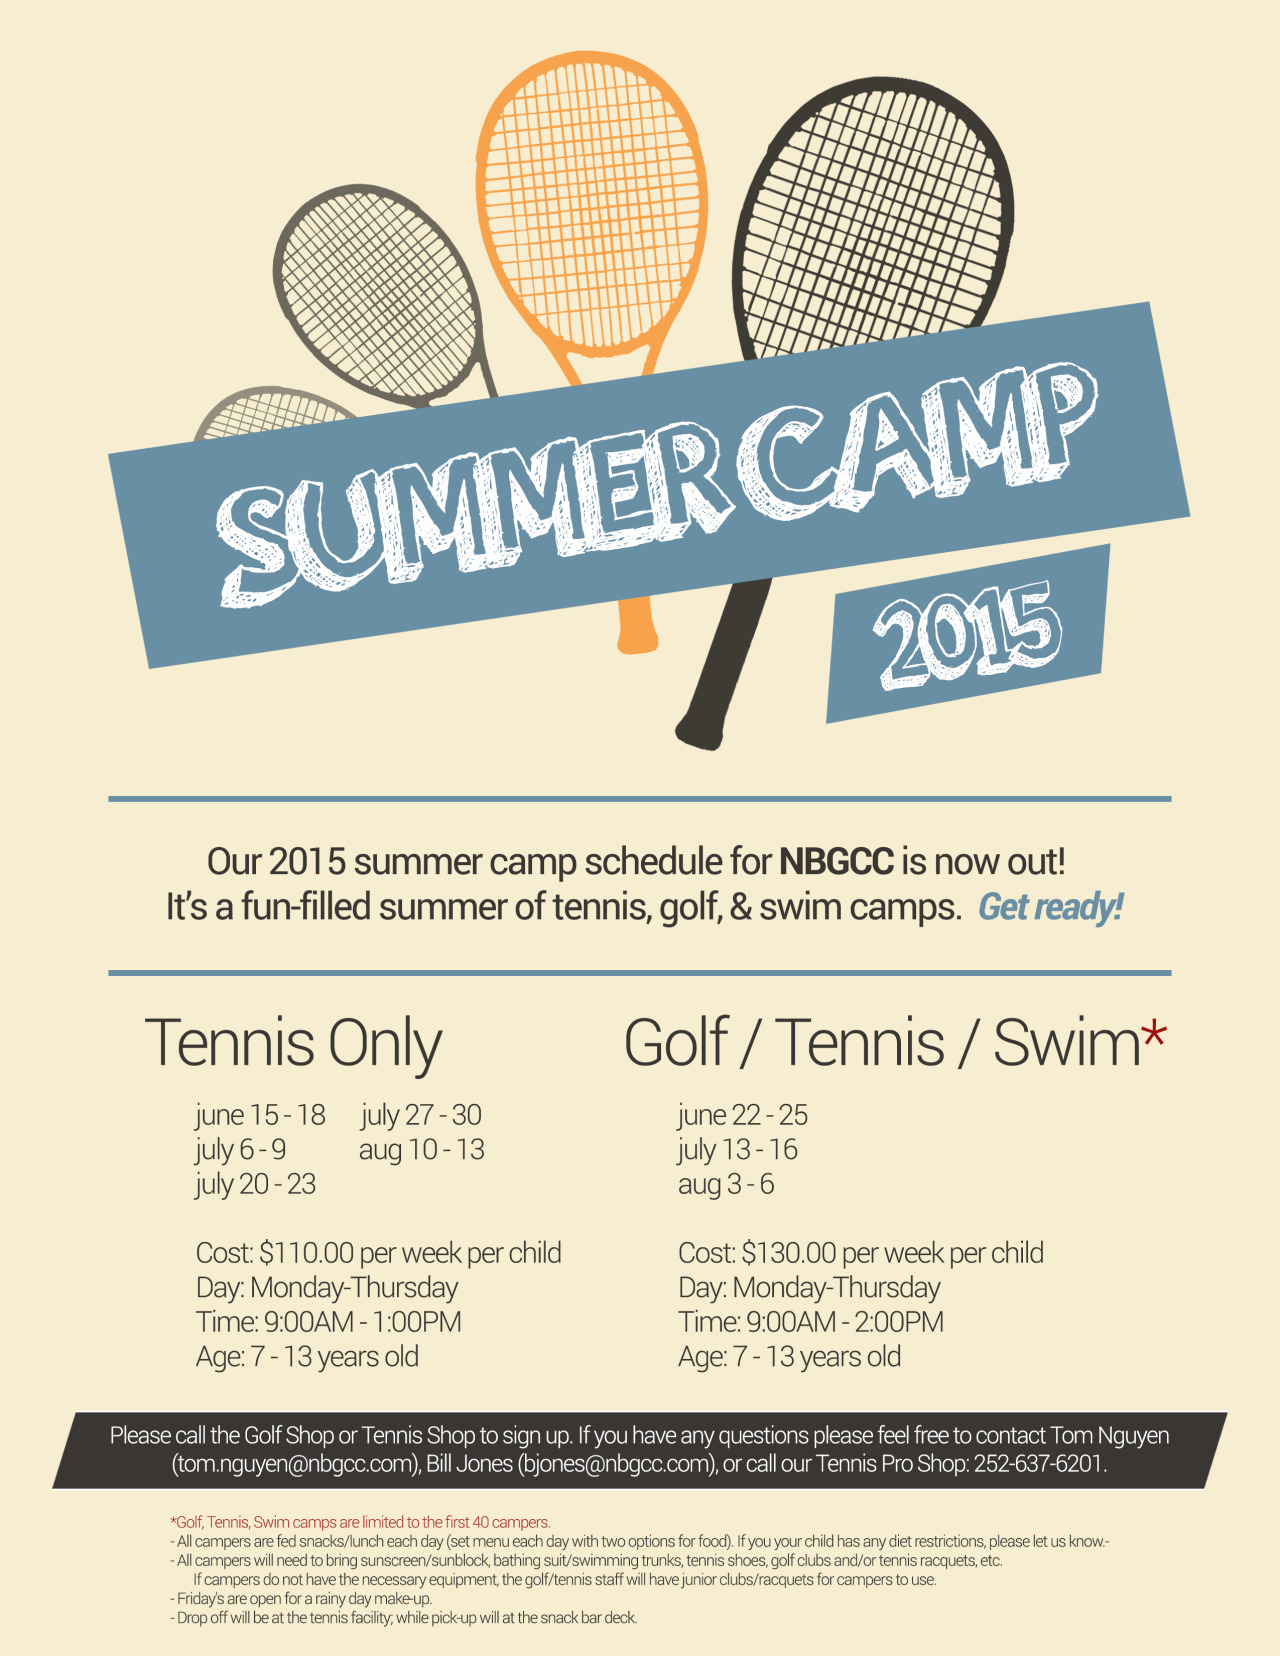 SUMMER CAMP
2015
Our 2015 summer camp schedule for NBGCC is now out!
It's a fun-filled summer of tennis, golf, & swim camps. Get ready!
Tennis Only
june 15 - 18 july 27 - 30
july 6 - 9 aug 10 - 13
july 20 - 23
Cost: $110.00 per week per child
Day: Monday-Thursday
Time: 9:00AM - 1:00PM
Age: 7 - 13 years old
Golf / Tennis / Swim*
june 22 - 25
july 13 - 16
aug 3 - 6
Cost: $130.00 per week per child
Day: Monday-Thursday
Time: 9:00AM - 2:00PM
Age: 7 - 13 years old
Please call the Golf Shop or Tennis Shop to sign up. If you have any questions please feel free to contact Tom Nguyen
(tom.nguyen@nbgcc.com), Bill Jones (bjones@nbgcc.com), or call our Tennis Pro Shop: 252-637-6201.
*Golf, Tennis, Swim camps are limited to the first 40 campers.
- All campers are fed snacks/lunch each day (set menu each day with two options for food). If you your child has any diet restrictions, please let us know.-
- All campers will need to bring sunscreen/sunblock, bathing suit/swimming trunks, tennis shoes, golf clubs and/or tennis racquets, etc.
If campers do not have the necessary equipment, the golf/tennis staff will have junior clubs/racquets for campers to use.
- Friday's are open for a rainy day make-up.
- Drop off will be at the tennis facility; while pick-up will at the snack bar deck.